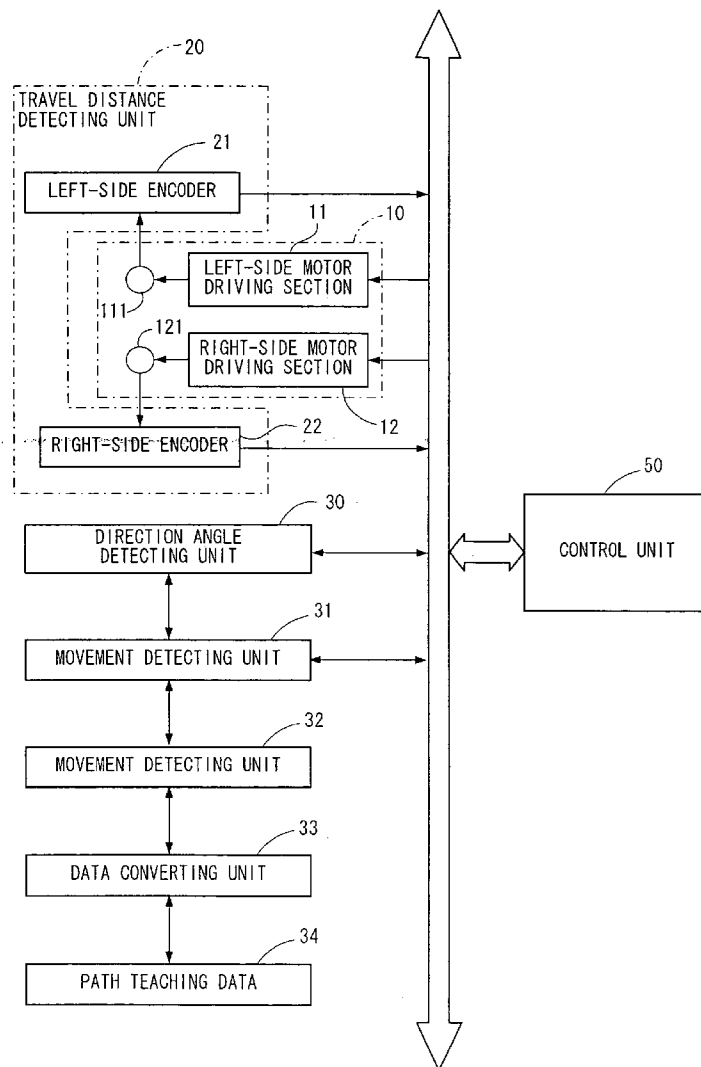 20
TRAVEL DISTANCE
DETECTING UNIT
21
LEFT-SIDE ENCODER
10
11
LEFT-SIDE MOTOR
DRIVING SECTION
111
121
RIGHT-SIDE MOTOR
DRIVING SECTION
12
22
RIGHT-SIDE ENCODER
50
CONTROL UNIT
30
DIRECTION ANGLE
DETECTING UNIT
31
MOVEMENT DETECTING UNIT
32
MOVEMENT DETECTING UNIT
33
DATA CONVERTING UNIT
34
PATH TEACHING DATA